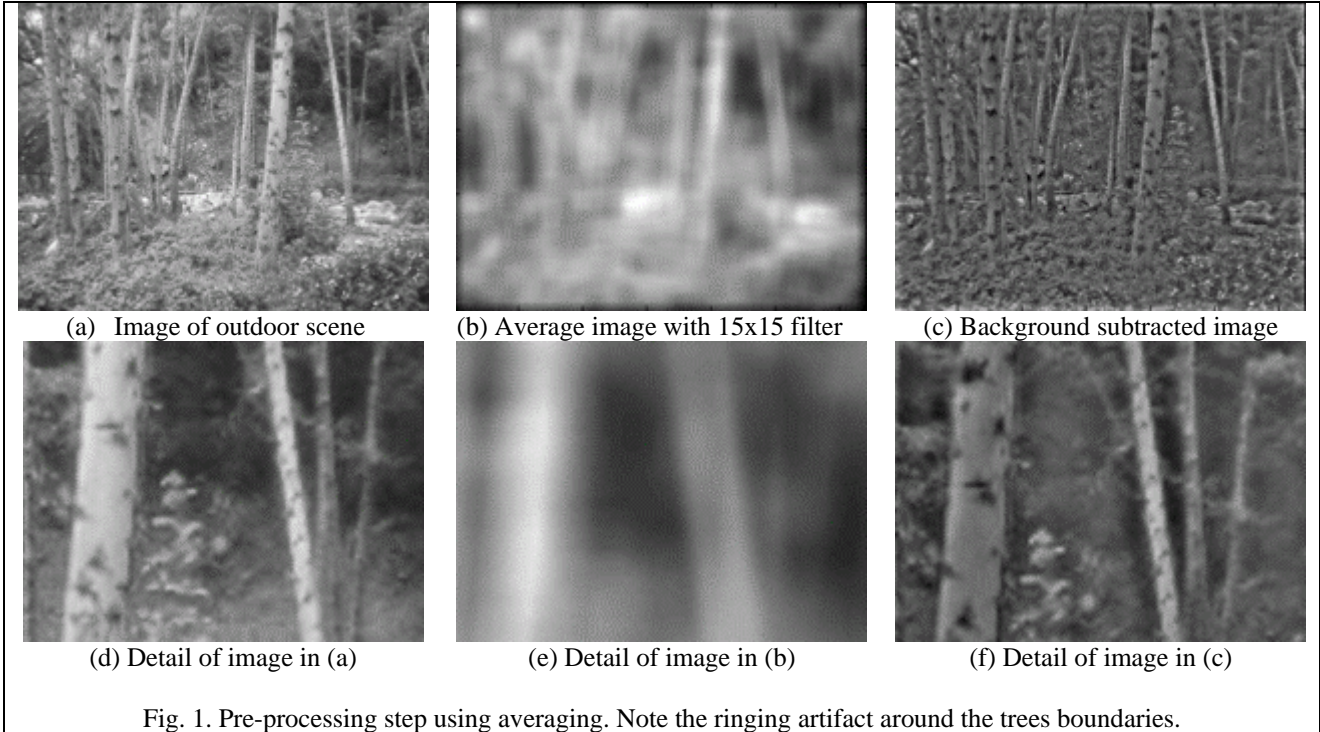 (a) Image of outdoor scene
(b) Average image with 15x15 filter
(c) Background subtracted image
(d) Detail of image in (a)
(e) Detail of image in (b)
(f) Detail of image in (c)
Fig. 1. Pre-processing step using averaging. Note the ringing artifact around the trees boundaries.